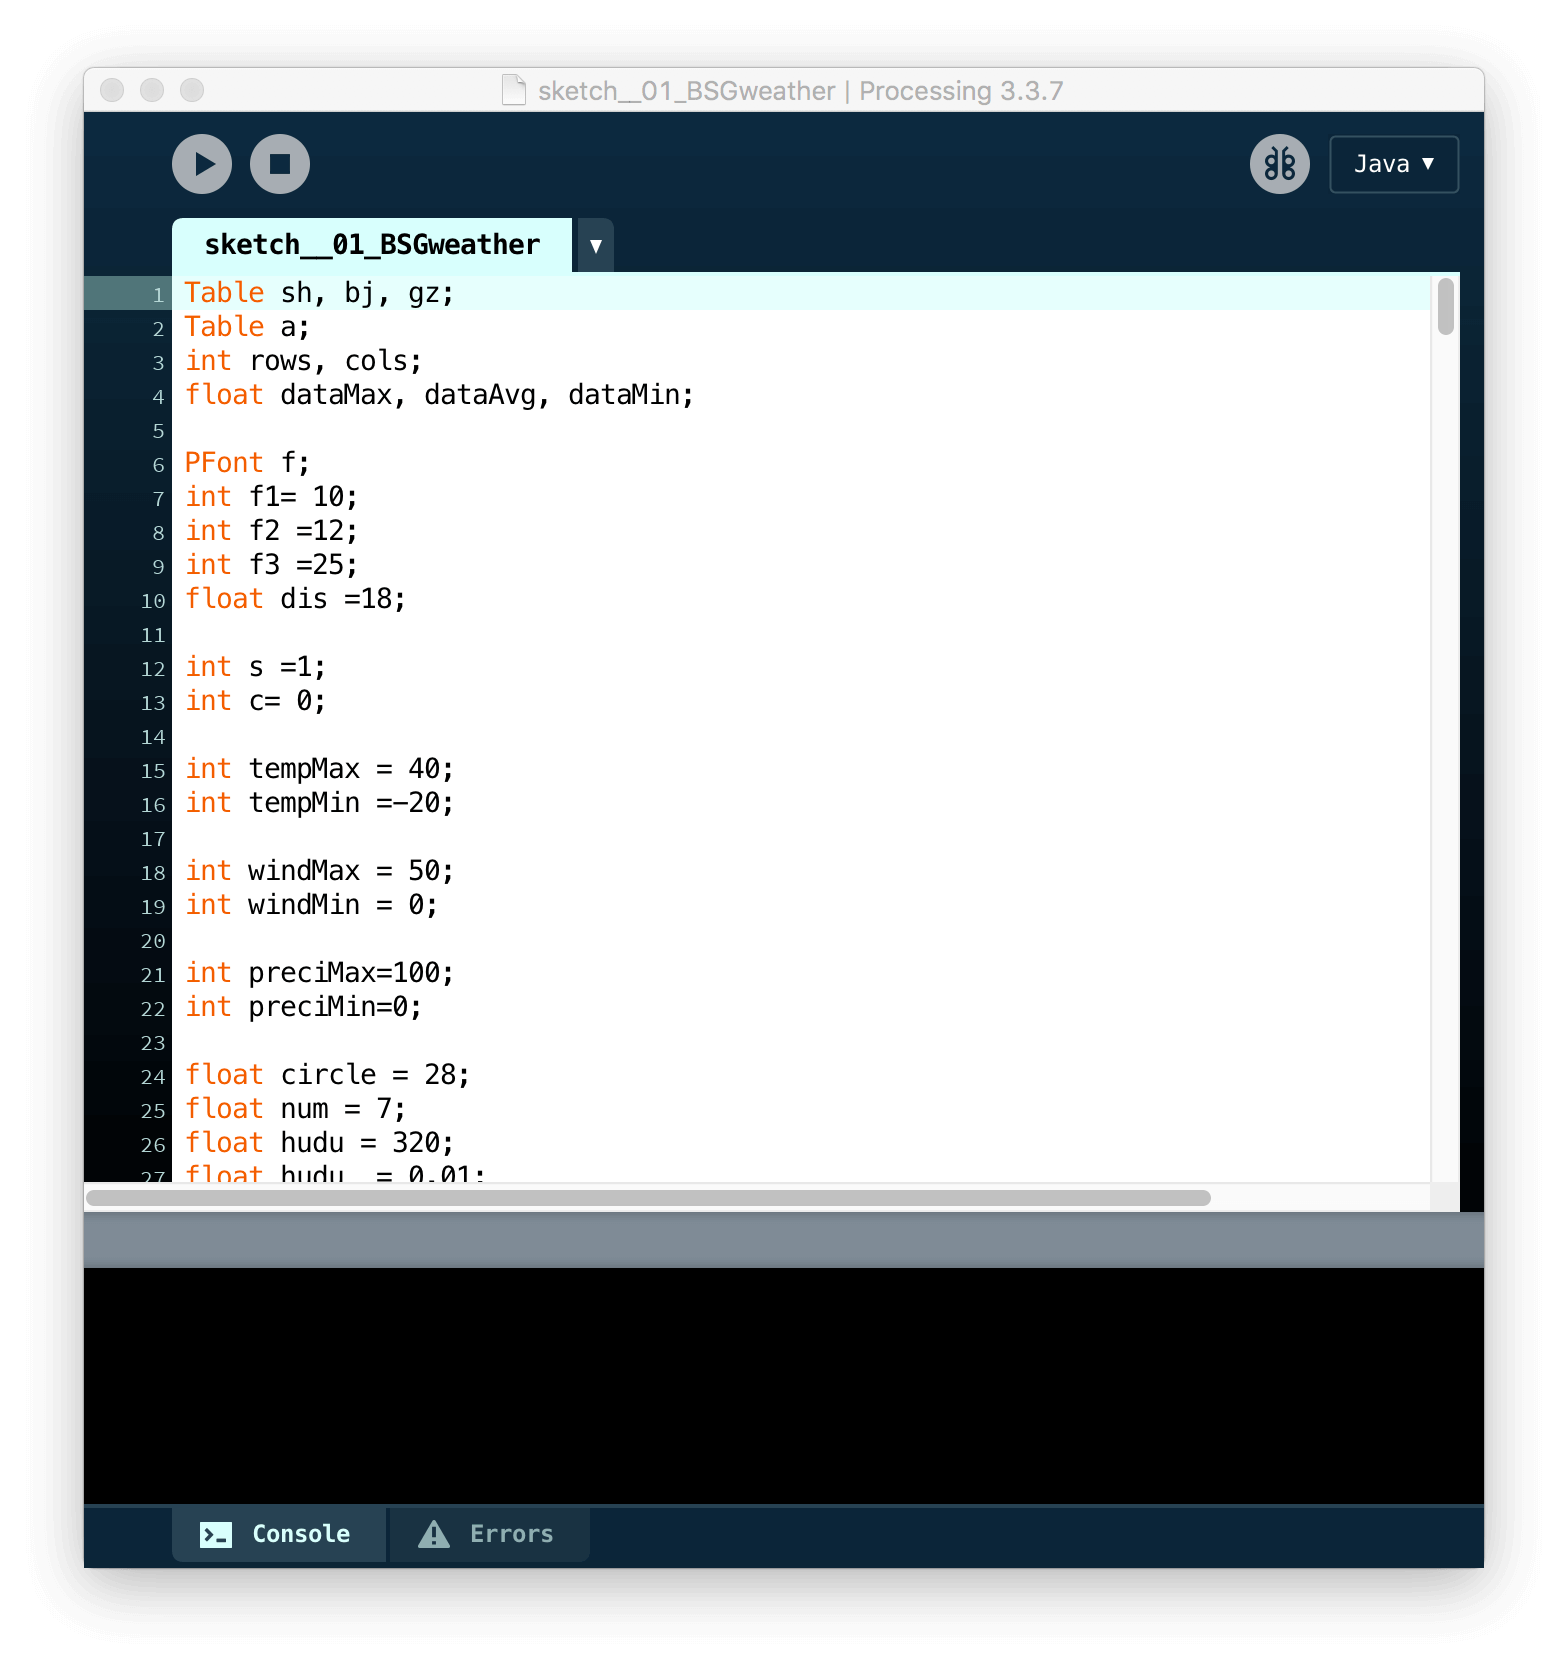 sketch__01_BSGweather | Processing 3.3.7
Java ▼
sketch__01_BSGweather ▼
1 Table sh, bj, gz;
2 Table a;
3 int rows, cols;
4 float dataMax, dataAvg, dataMin;
5
6 PFont f;
7 int f1= 10;
8 int f2 =12;
9 int f3 =25;
10 float dis =18;
11
12 int s =1;
13 int c= 0;
14
15 int tempMax = 40;
16 int tempMin =-20;
17
18 int windMax = 50;
19 int windMin = 0;
20
21 int preciMax=100;
22 int preciMin=0;
23
24 float circle = 28;
25 float num = 7;
26 float hudu = 320;
27 float hudu_ = 0.01;
Console
Errors